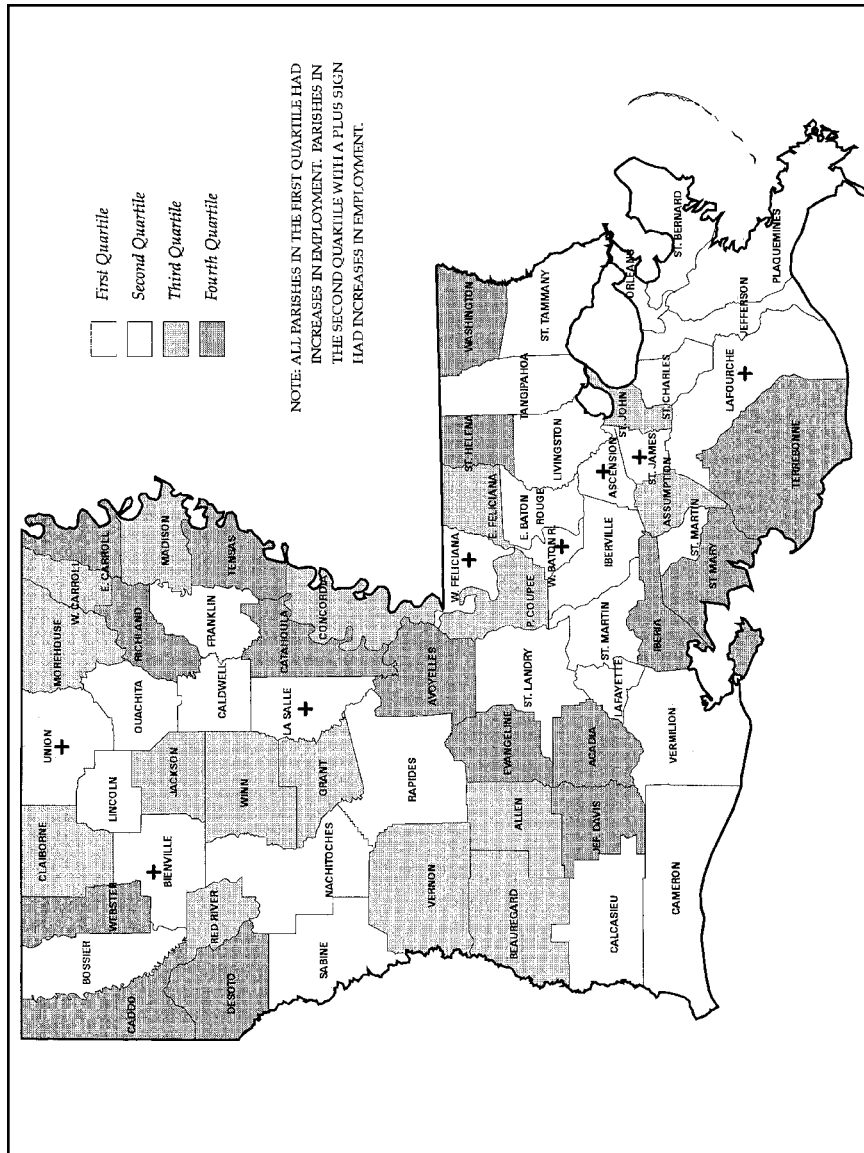 First Quartile
Second Quartile
Third Quartile
Fourth Quartile
NOTE: ALL PARISHES IN THE FIRST QUARTILE HAD
INCREASES IN EMPLOYMENT. PARISHES IN
THE SECOND QUARTILE WITH A PLUS SIGN
HAD INCREASES IN EMPLOYMENT.
CADDO
BOSSIER
WEBSTER
CLAIBORNE
LINCOLN
UNION
MOREHOUSE
W. CARROLL
E. CARROLL
BIENVILLE
JACKSON
OUACHITA
RICHLAND
MADISON
DESOTO
RED RIVER
WINN
CALDWELL
FRANKLIN
TENSAS
SABINE
NACHITOCHES
GRANT
LA SALLE
CATAHOULA
CONCORDIA
VERNON
RAPIDES
AVOYELLES
BEAUREGARD
ALLEN
EVANGELINE
ST. LANDRY
P. COUPEE
W. FELICIANA
E. FELICIANA
ST. HELENA
TANGIPAHOA
WASHINGTON
W. BATON R.
E. BATON
ROUGE
LIVINGSTON
ST. TAMMANY
CALCASIEU
JEF. DAVIS
ACADIA
LAFAYETTE
ST. MARTIN
IBERVILLE
ASCENSION
ST. JOHN
ORLEANS
CAMERON
VERMILION
IBERIA
ST. MARTIN
ASSUMPTION
ST. JAMES
ST. CHARLES
ST. BERNARD
ST. MARY
TERREBONNE
LAFOURCHE
JEFFERSON
PLAQUEMINES